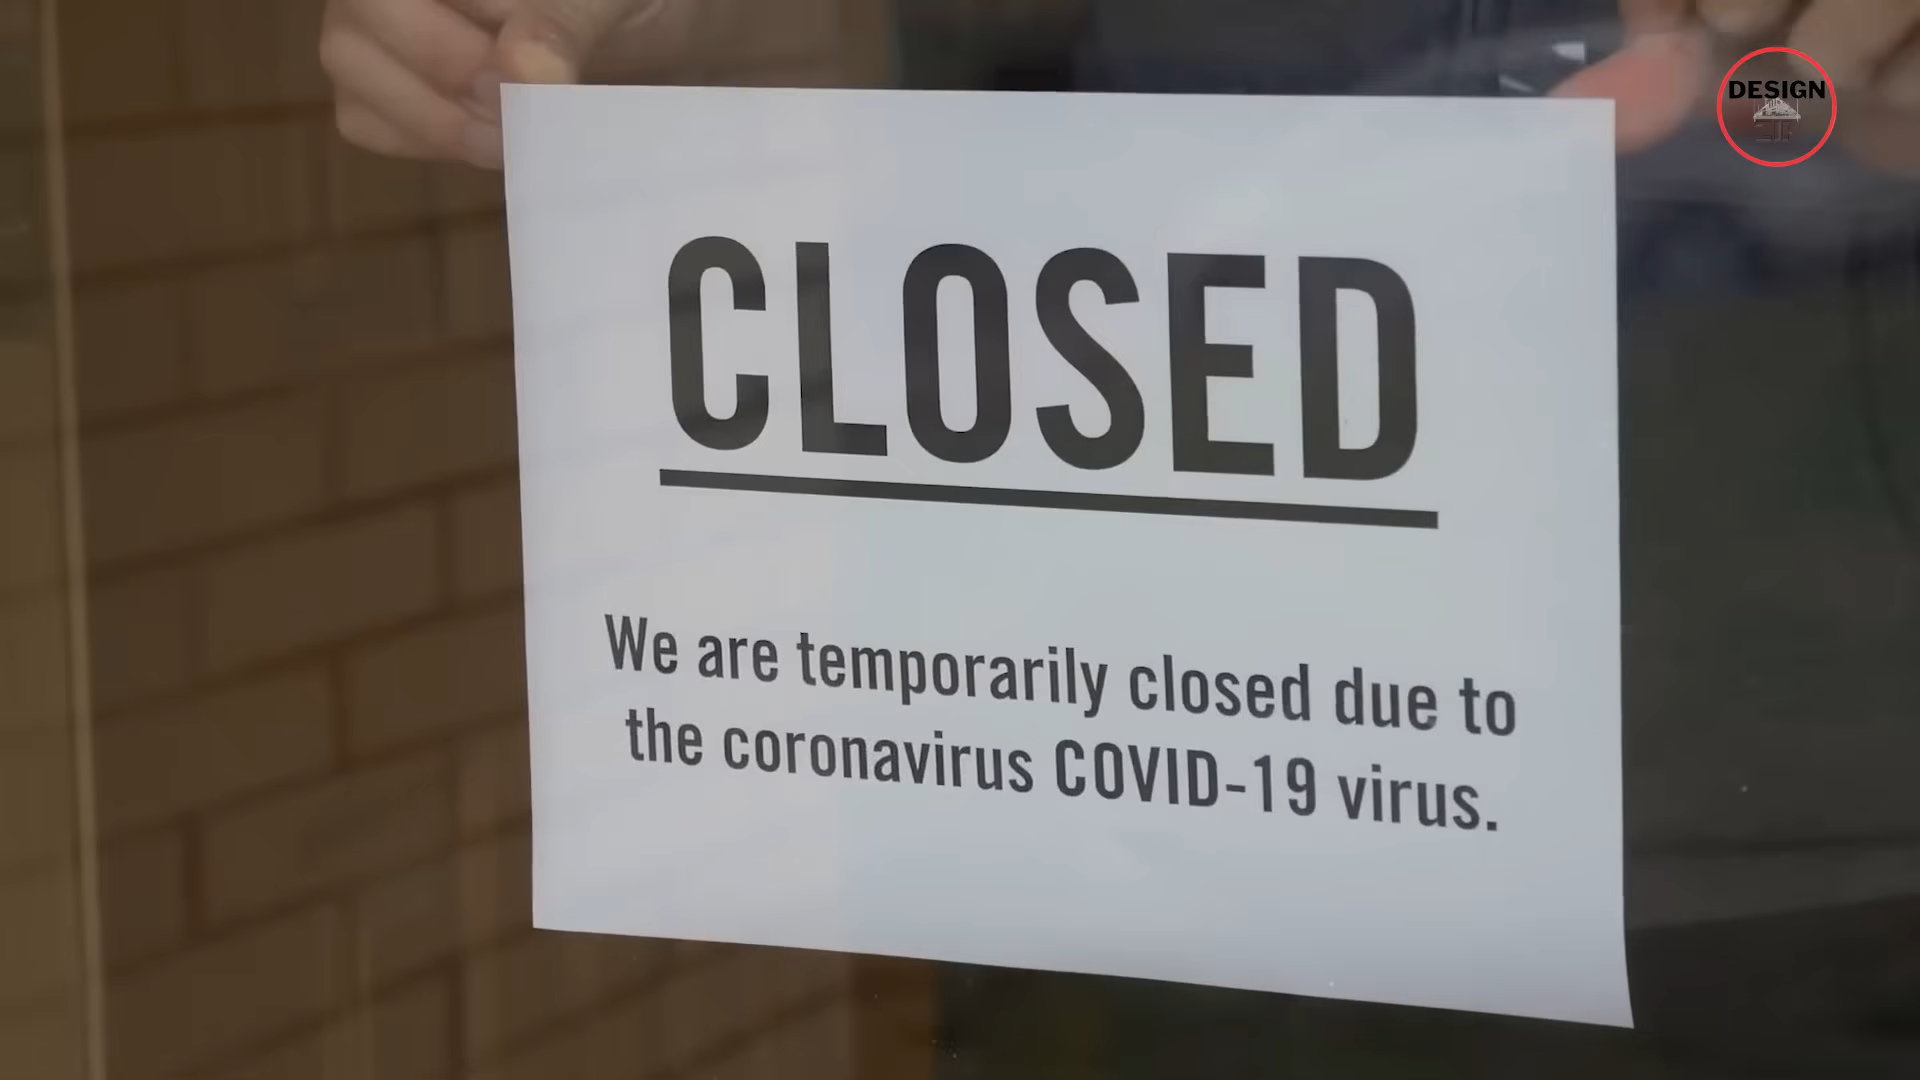 DESIGN
CLOSED
We are temporarily closed due to
the coronavirus COVID-19 virus.